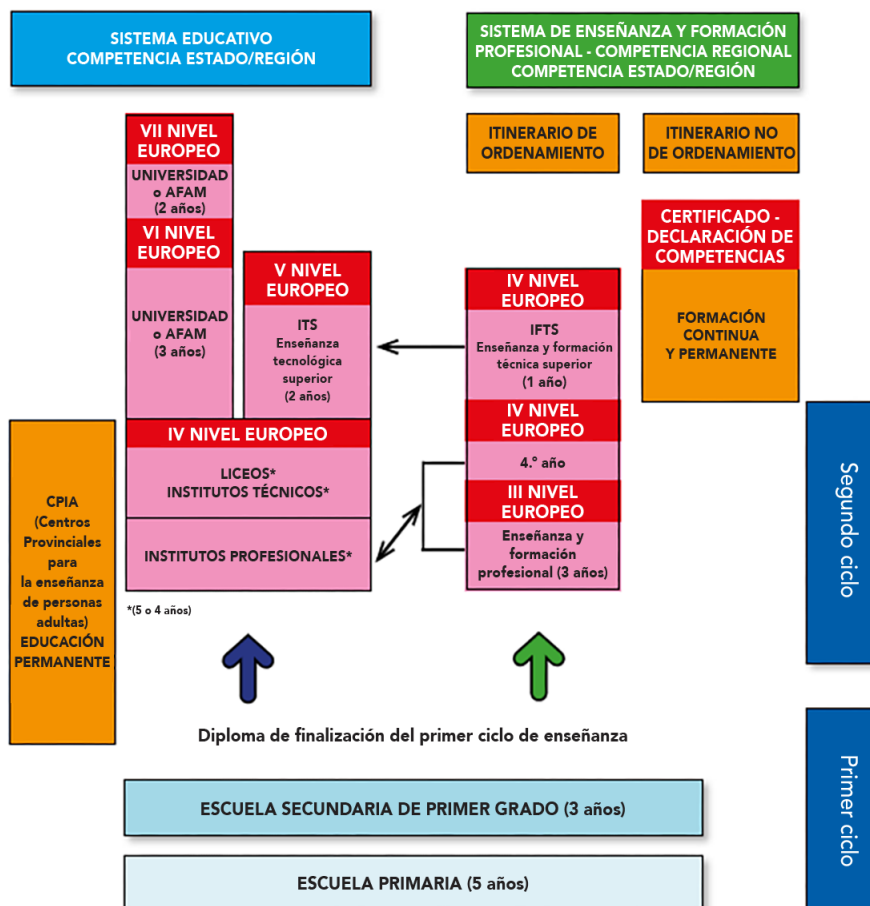 SISTEMA EDUCATIVO
COMPETENCIA ESTADO/REGIÓN
SISTEMA DE ENSEÑANZA Y FORMACIÓN
PROFESIONAL - COMPETENCIA REGIONAL
COMPETENCIA ESTADO/REGIÓN
ITINERARIO DE
ORDENAMIENTO
ITINERARIO NO
DE ORDENAMIENTO
VII NIVEL
EUROPEO
UNIVERSIDAD
o AFAM
(2 años)
VI NIVEL
EUROPEO
UNIVERSIDAD
o AFAM
(3 años)
V NIVEL
EUROPEO
ITS
Enseñanza
tecnológica
superior
(2 años)
IV NIVEL EUROPEO
LICEOS*
INSTITUTOS TÉCNICOS*
INSTITUTOS PROFESIONALES*
*(5 o 4 años)
CPIA
(Centros
Provinciales
para
la enseñanza
de personas
adultas)
EDUCACIÓN
PERMANENTE
IV NIVEL
EUROPEO
IFTS
Enseñanza y formación
técnica superior
(1 año)
IV NIVEL
EUROPEO
4.º año
III NIVEL
EUROPEO
Enseñanza y
formación
profesional (3 años)
CERTIFICADO -
DECLARACIÓN DE
COMPETENCIAS
FORMACIÓN
CONTINUA
Y PERMANENTE
Segundo ciclo
Diploma de finalización del primer ciclo de enseñanza
Primer ciclo
ESCUELA SECUNDARIA DE PRIMER GRADO (3 años)
ESCUELA PRIMARIA (5 años)